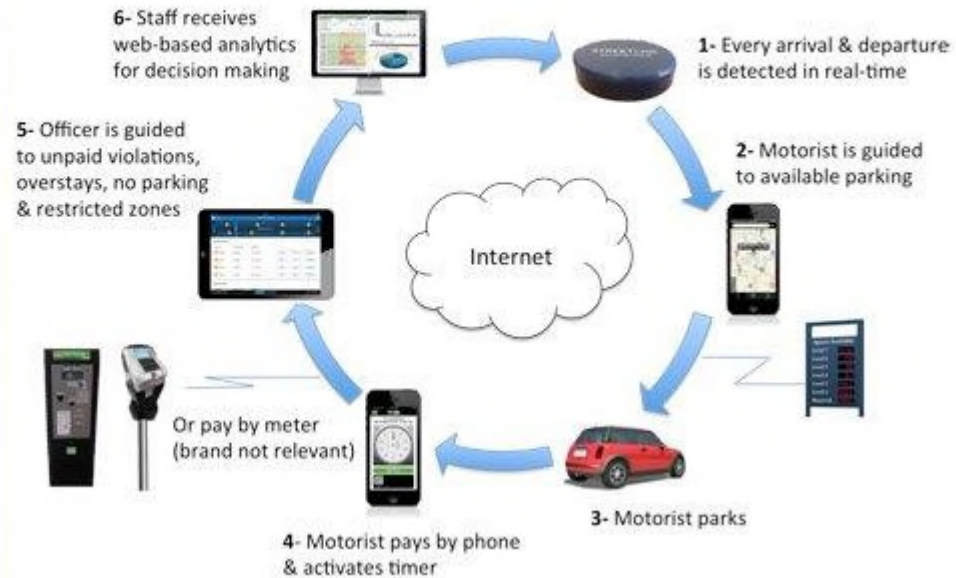 6- Staff receives
web-based analytics
for decision making
1- Every arrival & departure
is detected in real-time
2- Motorist is guided
to available parking
5- Officer is guided
to unpaid violations,
overstays, no parking
& restricted zones
Internet
Or pay by meter
(brand not relevant)
3- Motorist parks
4- Motorist pays by phone
& activates timer